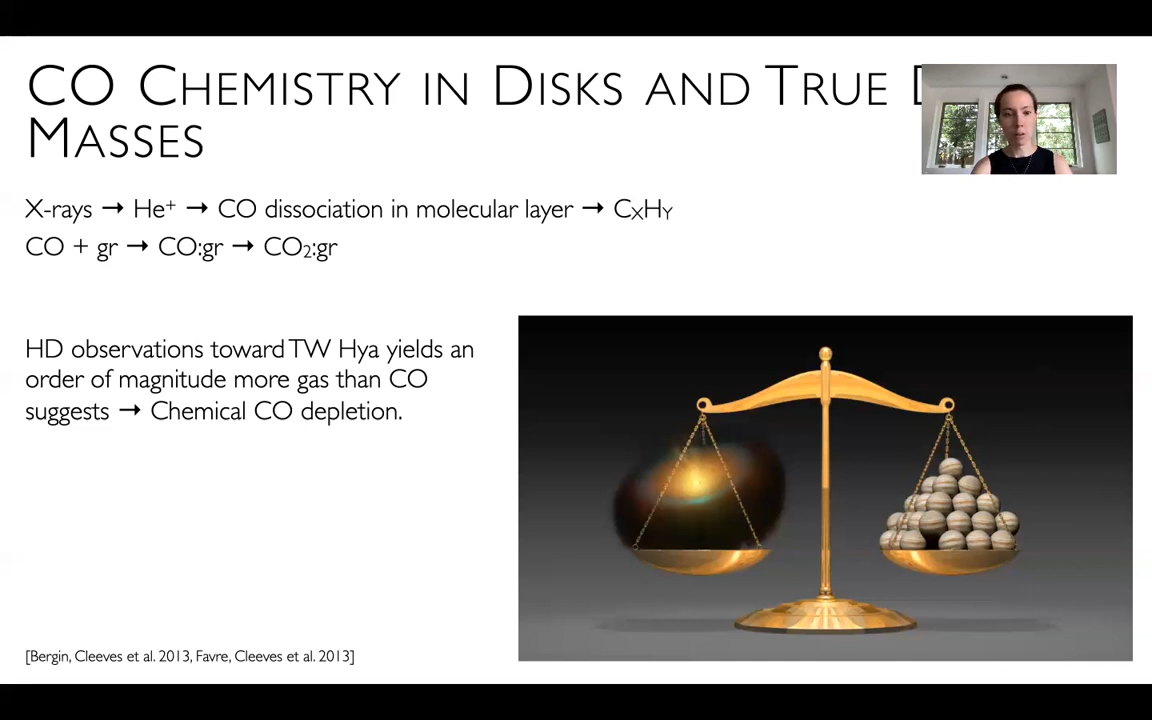 CO CHEMISTRY IN DISKS AND TRUE
MASSES
X-rays → He⁺ → CO dissociation in molecular layer → CₓHᵧ
CO + gr → CO:gr → CO₂:gr
HD observations toward TW Hya yields an
order of magnitude more gas than CO
suggests → Chemical CO depletion.
[Bergin, Cleeves et al. 2013, Favre, Cleeves et al. 2013]